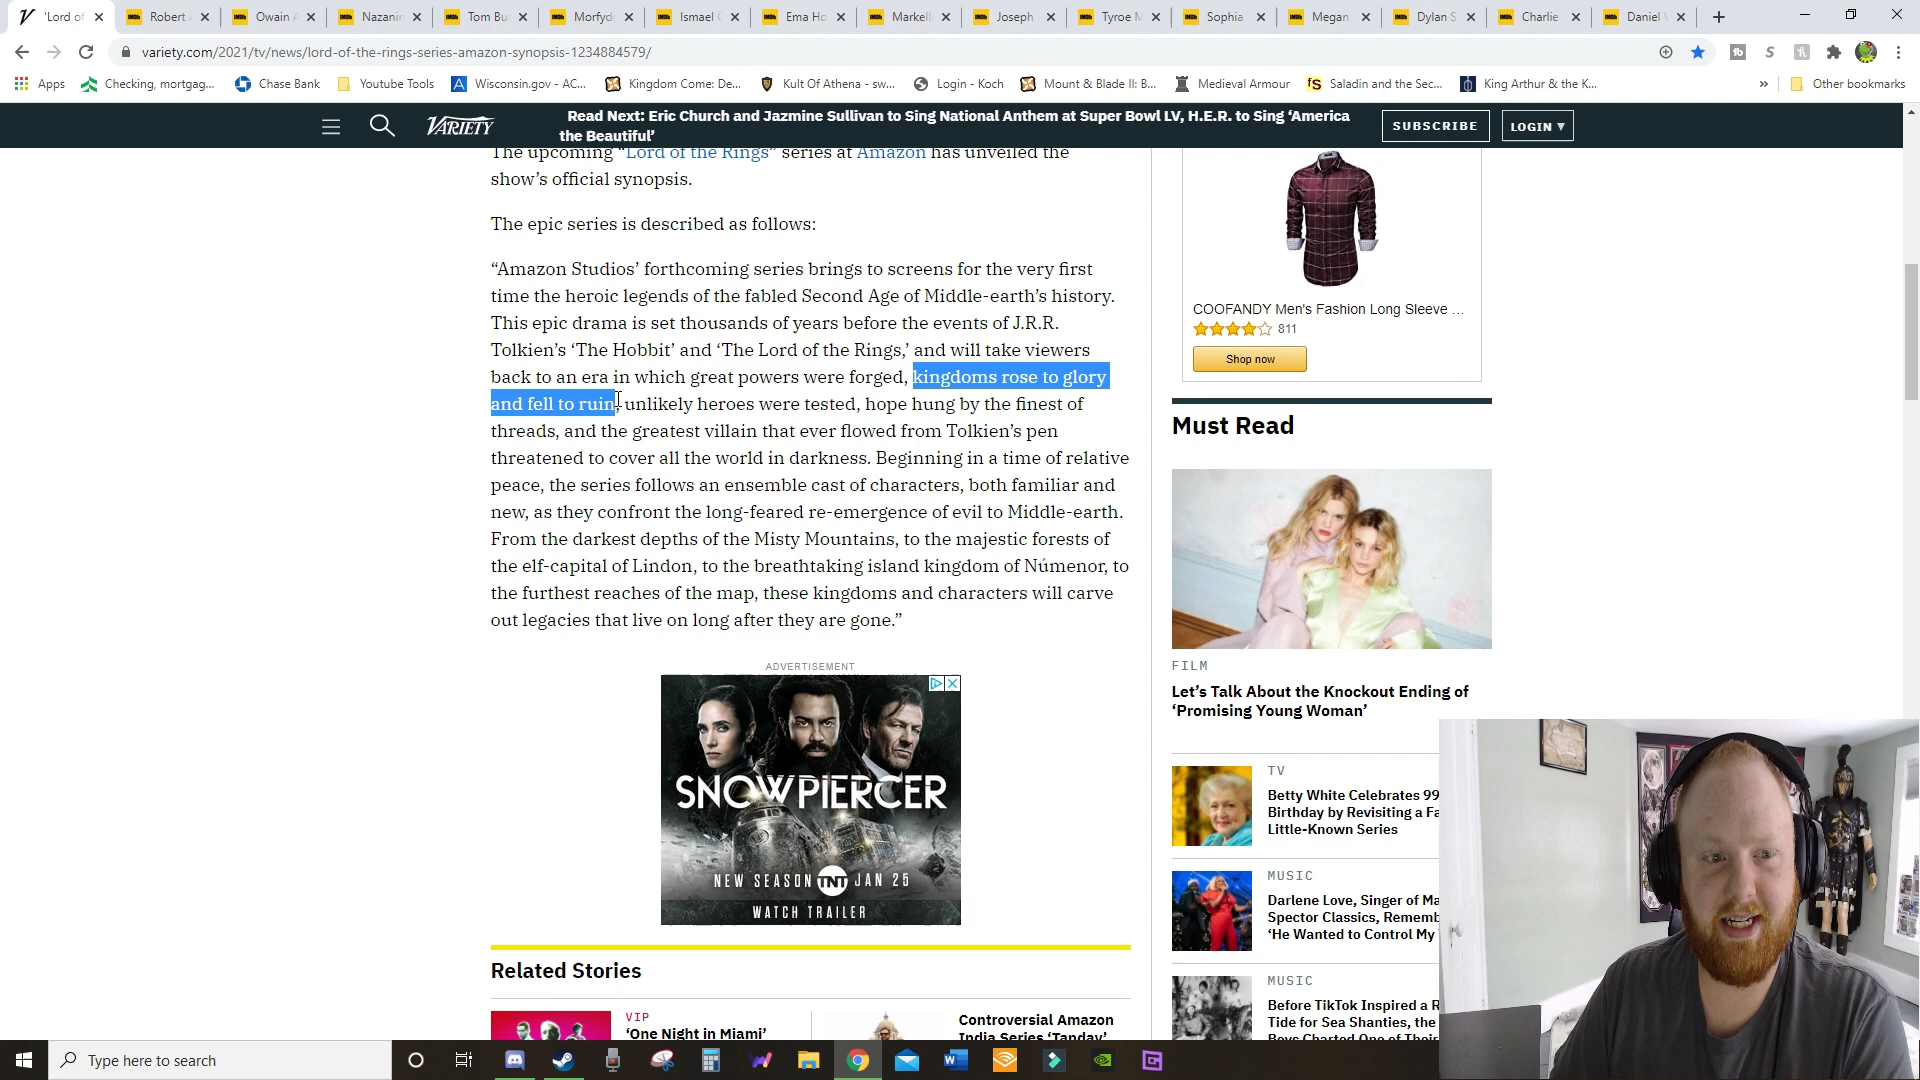 'Lord of
Robert
Owain A
Nazanin
Tom Bu
Morfydd
Ismael C
Ema Ho
Markell
Joseph
Tyroe M
Sophia
Megan
Dylan S
Charlie
Daniel
variety.com/2021/tv/news/lord-of-the-rings-series-amazon-synopsis-1234884579/
Apps
Checking, mortgag...
Chase Bank
Youtube Tools
Wisconsin.gov - AC...
Kingdom Come: De...
Kult Of Athena - sw...
Login - Koch
Mount & Blade II: B...
Medieval Armour
Saladin and the Sec...
King Arthur & the K...
»
Other bookmarks
VARIETY
Read Next: Eric Church and Jazmine Sullivan to Sing National Anthem at Super Bowl LV, H.E.R. to Sing ‘America
the Beautiful’
SUBSCRIBE
LOGIN ▾
The upcoming “Lord of the Rings” series at Amazon has unveiled the
show’s official synopsis.
The epic series is described as follows:
“Amazon Studios’ forthcoming series brings to screens for the very first
time the heroic legends of the fabled Second Age of Middle-earth’s history.
This epic drama is set thousands of years before the events of J.R.R.
Tolkien’s ‘The Hobbit’ and ‘The Lord of the Rings,’ and will take viewers
back to an era in which great powers were forged, kingdoms rose to glory
and fell to ruin, unlikely heroes were tested, hope hung by the finest of
threads, and the greatest villain that ever flowed from Tolkien’s pen
threatened to cover all the world in darkness. Beginning in a time of relative
peace, the series follows an ensemble cast of characters, both familiar and
new, as they confront the long-feared re-emergence of evil to Middle-earth.
From the darkest depths of the Misty Mountains, to the majestic forests of
the elf-capital of Lindon, to the breathtaking island kingdom of Númenor, to
the furthest reaches of the map, these kingdoms and characters will carve
out legacies that live on long after they are gone.”
ADVERTISEMENT
SNOWPIERCER
NEW SEASON TNT JAN 25
WATCH TRAILER
Related Stories
VIP
‘One Night in Miami’
Controversial Amazon
India Series ‘Tandav’
COOFANDY Men's Fashion Long Sleeve ...
811
Shop now
Must Read
FILM
Let’s Talk About the Knockout Ending of
‘Promising Young Woman’
TV
Betty White Celebrates 99
Birthday by Revisiting a Fa
Little-Known Series
MUSIC
Darlene Love, Singer of Ma
Spector Classics, Rememb
‘He Wanted to Control My
MUSIC
Before TikTok Inspired a R
Tide for Sea Shanties, the
Boys Charted One of Their
Type here to search